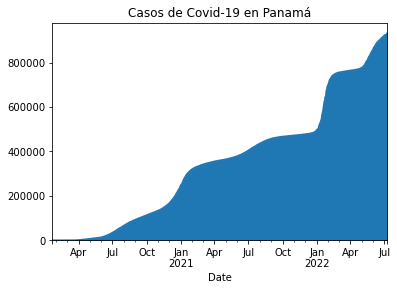 Casos de Covid-19 en Panamá
800000
600000
400000
200000
0
Apr Jul Oct Jan Apr Jul Oct Jan Apr Jul
2021 2022
Date